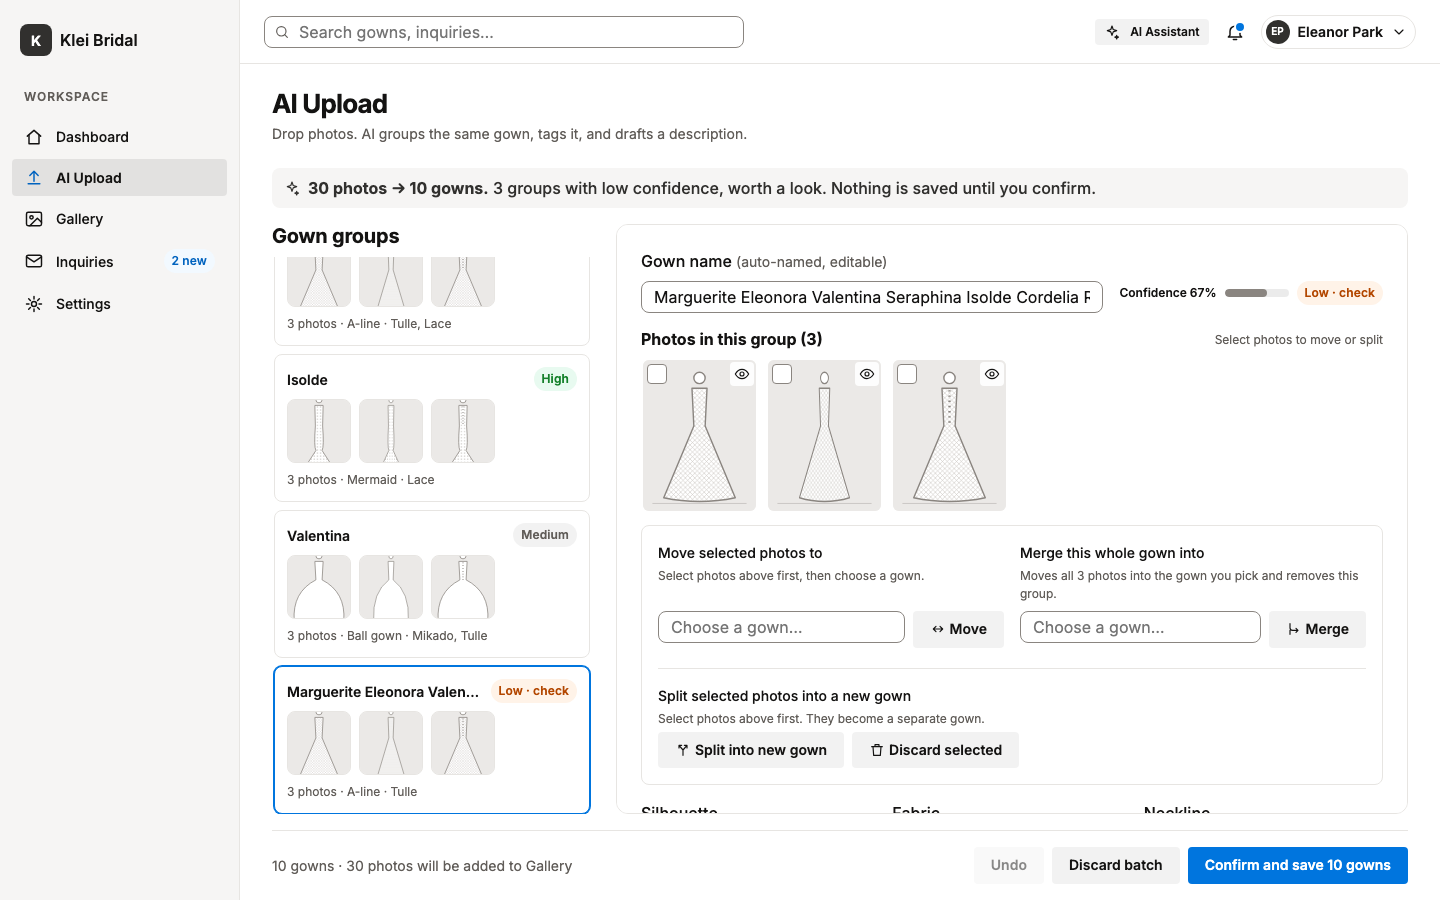 K Klei Bridal
WORKSPACE
Dashboard
AI Upload
Gallery
Inquiries 2 new
Settings
Search gowns, inquiries...
AI Assistant
EP Eleanor Park
AI Upload
Drop photos. AI groups the same gown, tags it, and drafts a description.
30 photos → 10 gowns. 3 groups with low confidence, worth a look. Nothing is saved until you confirm.
Gown groups
3 photos · A-line · Tulle, Lace
Isolde High
3 photos · Mermaid · Lace
Valentina Medium
3 photos · Ball gown · Mikado, Tulle
Marguerite Eleonora Valen... Low · check
3 photos · A-line · Tulle
Gown name (auto-named, editable)
Marguerite Eleonora Valentina Seraphina Isolde Cordelia
Confidence 67% Low · check
Photos in this group (3)
Select photos to move or split
Move selected photos to
Select photos above first, then choose a gown.
Choose a gown... Move
Merge this whole gown into
Moves all 3 photos into the gown you pick and removes this
group.
Choose a gown... Merge
Split selected photos into a new gown
Select photos above first. They become a separate gown.
Split into new gown Discard selected
Silhouette Fabric Neckline
10 gowns · 30 photos will be added to Gallery
Undo Discard batch Confirm and save 10 gowns